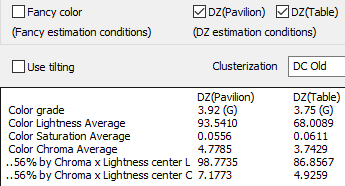 Fancy color
DZ(Pavilion)
DZ(Table)
(Fancy estimation conditions)
(DZ estimation conditions)
Use tilting
Clusterization
DC Old
DZ(Pavilion) DZ(Table)
Color grade 3.92 (G) 3.75 (G)
Color Lightness Average 93.5410 68.0089
Color Saturation Average 0.0556 0.0611
Color Chroma Average 4.7785 3.7429
..56% by Chroma x Lightness center L 98.7735 86.8567
..56% by Chroma x Lightness center C 7.1773 4.9259